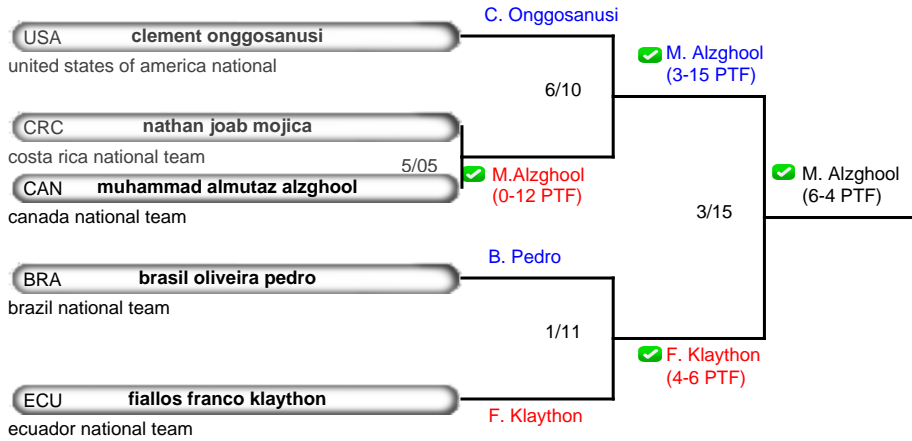 C. Onggosanusi
USA clement onggosanusi
united states of america national
M. Alzghool
(3-15 PTF)
6/10
CRC nathan joab mojica
costa rica national team
5/05
M.Alzghool
(0-12 PTF)
CAN muhammad almutaz alzghool
canada national team
M. Alzghool
(6-4 PTF)
3/15
B. Pedro
BRA brasil oliveira pedro
brazil national team
1/11
F. Klaython
(4-6 PTF)
ECU fiallos franco klaython
F. Klaython
ecuador national team